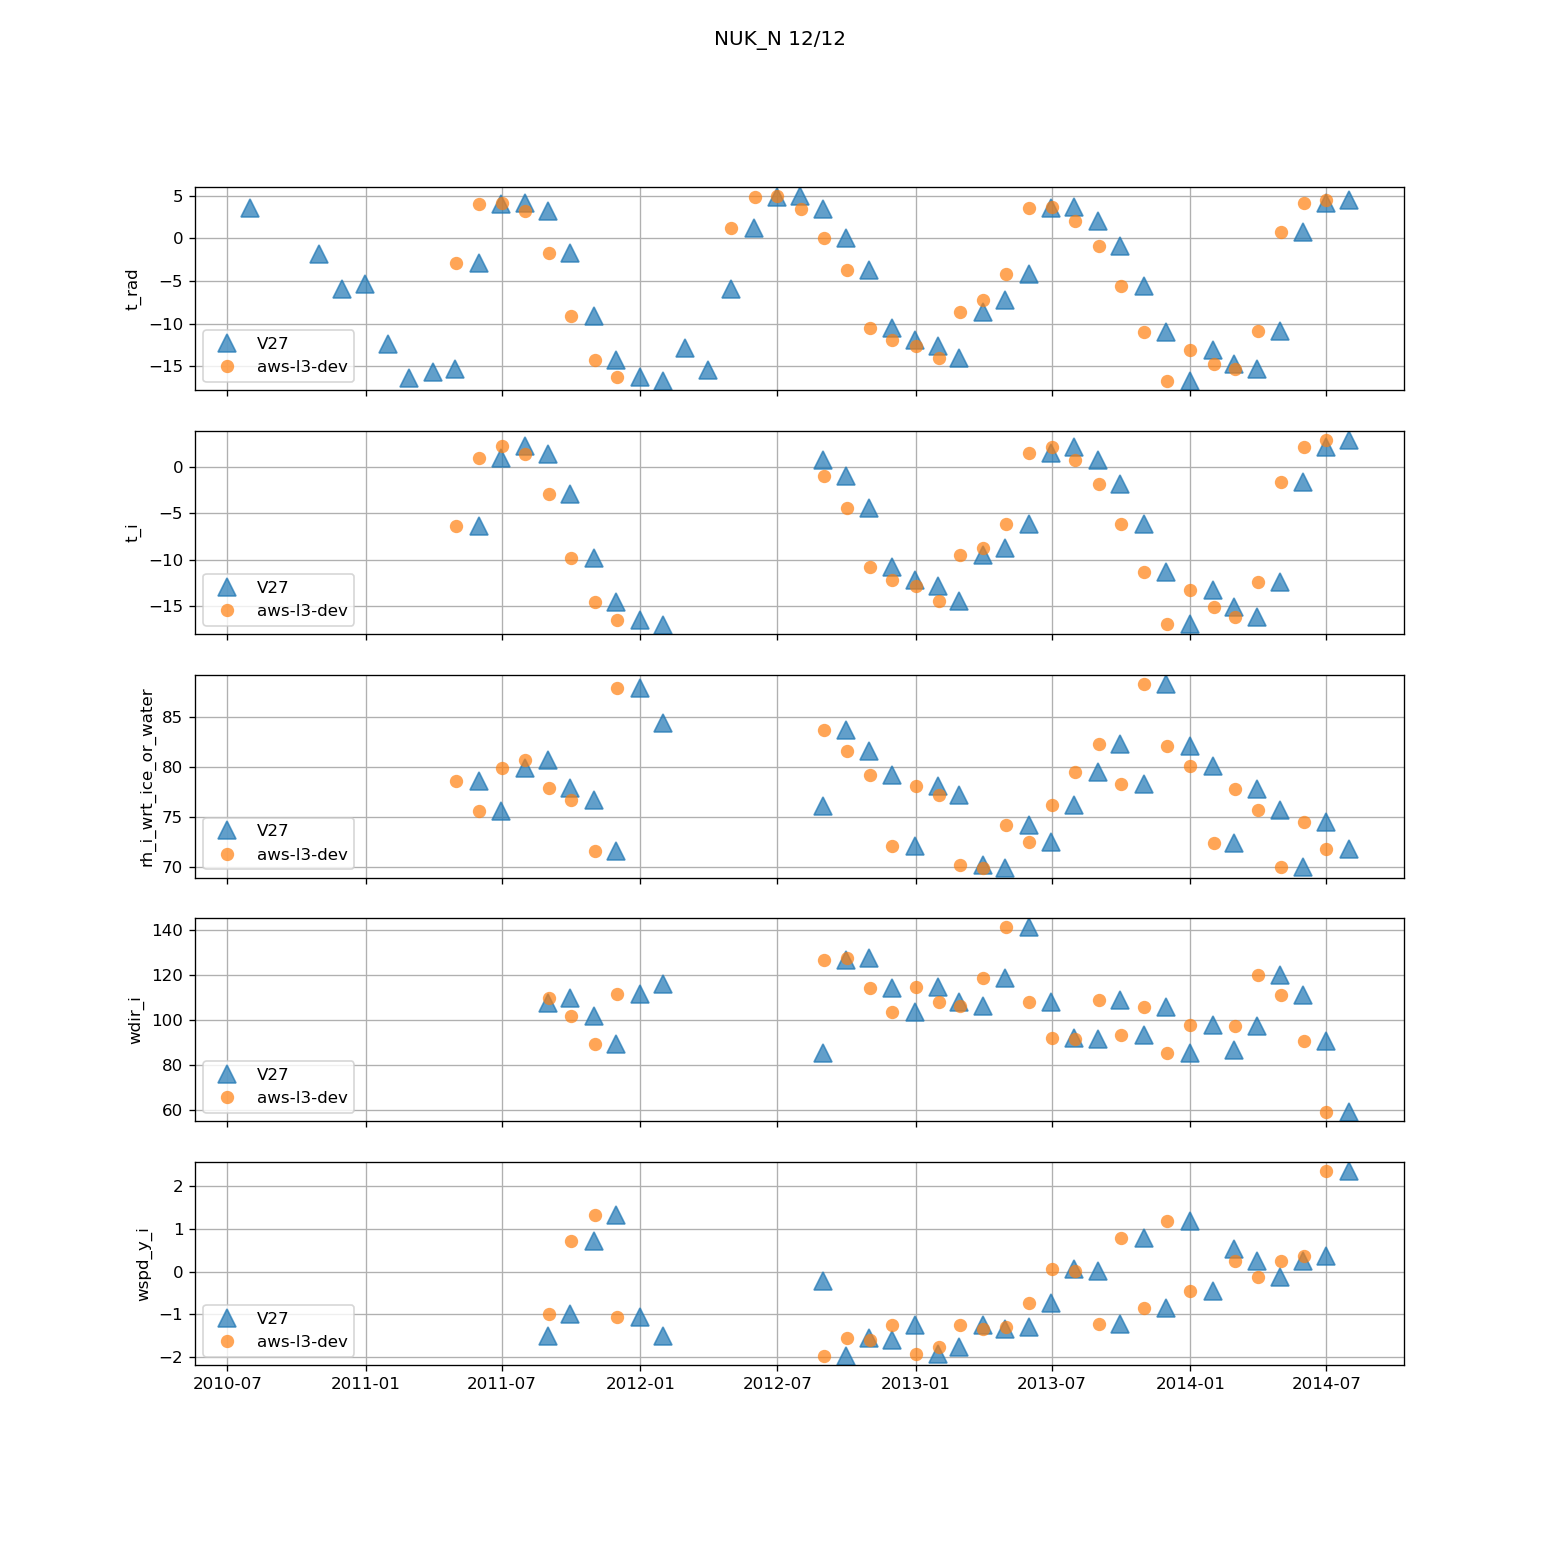 NUK_N 12/12
5
0
−5
−10
−15
t_rad
V27
aws-l3-dev
0
−5
−10
−15
t_i
V27
aws-l3-dev
85
80
75
70
rh_i_wrt_ice_or_water
V27
aws-l3-dev
140
120
100
80
60
wdir_i
V27
aws-l3-dev
2
1
0
−1
−2
wspd_y_i
V27
aws-l3-dev
2010-07 2011-01 2011-07 2012-01 2012-07 2013-01 2013-07 2014-01 2014-07